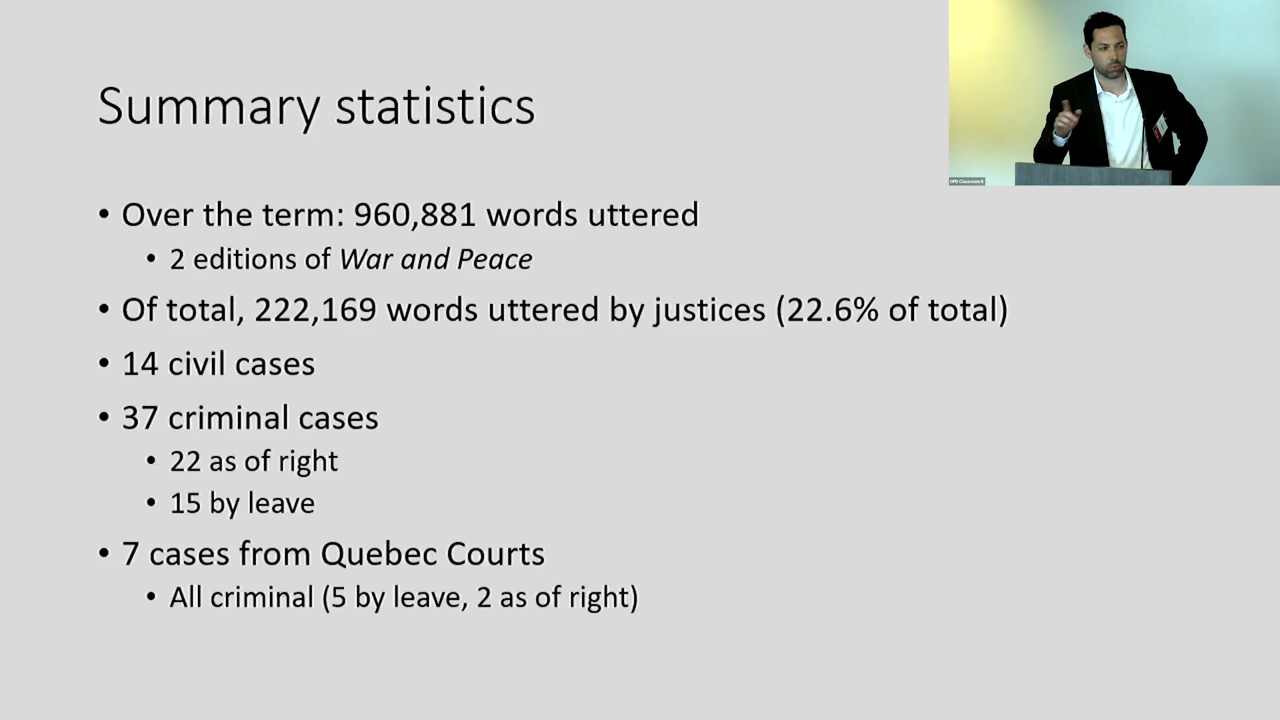 Summary statistics
• Over the term: 960,881 words uttered
• 2 editions of War and Peace
• Of total, 222,169 words uttered by justices (22.6% of total)
• 14 civil cases
• 37 criminal cases
• 22 as of right
• 15 by leave
• 7 cases from Quebec Courts
• All criminal (5 by leave, 2 as of right)